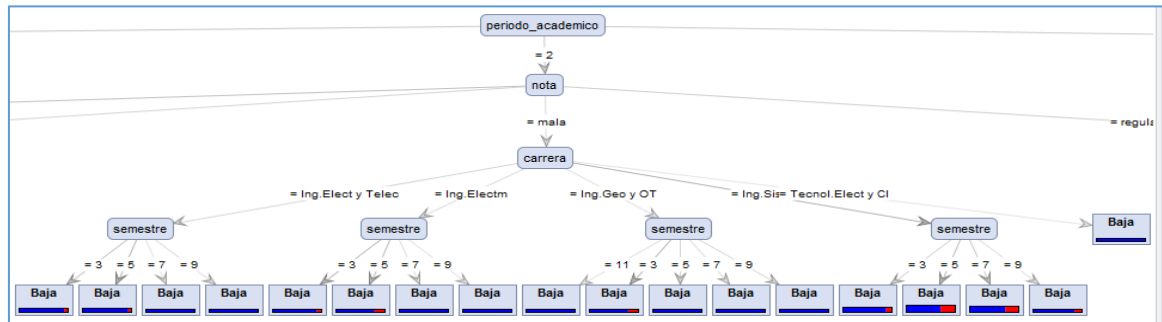 periodo_academico
= 2
nota
= mala = regula
carrera
= Ing.Elect y Telec = Ing.Electm = Ing.Geo y OT = Ing.Sis = Tecnol.Elect y Cl
semestre semestre semestre semestre Baja
= 3 = 5 = 7 = 9 = 3 = 5 = 7 = 9 = 11 = 3 = 5 = 7 = 9 = 3 = 5 = 7 = 9
Baja Baja Baja Baja Baja Baja Baja Baja Baja Baja Baja Baja Baja Baja Baja Baja Baja